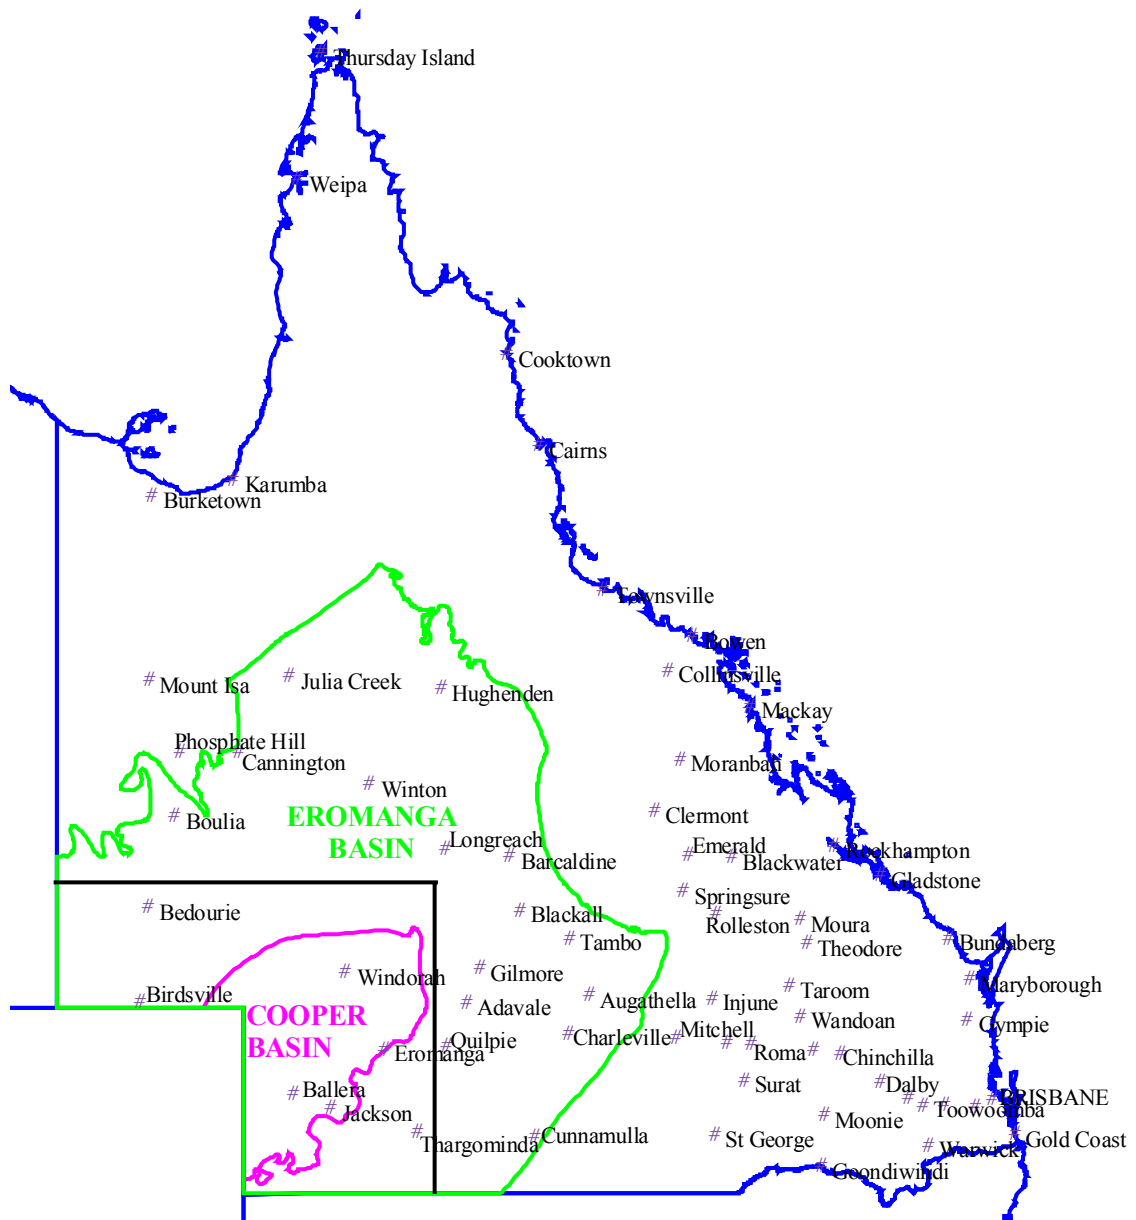 Thursday Island
Weipa
Cooktown
Cairns
Karumba
Burketown
Townsville
Bowen
Collinsville
Mount Isa
Julia Creek
Hughenden
Mackay
Phosphate Hill
Cannington
Moranbah
Winton
EROMANGA
BASIN
Boulia
Clermont
Longreach
Barcaldine
Emerald
Blackwater
Rockhampton
Gladstone
Springsure
Bedourie
Blackall
Rolleston
Moura
Tambo
Theodore
Bundaberg
Windorah
Gilmore
Maryborough
Birdsville
Adavale
Augathella
Injune
Taroom
COOPER
BASIN
Wandoan
Gympie
Eromanga
Quilpie
Charleville
Mitchell
Roma
Chinchilla
Ballera
Jackson
Surat
Dalby
Toowoomba
BRISBANE
Moonie
Thargominda
Cunnamulla
St George
Warwick
Gold Coast
Goondiwindi